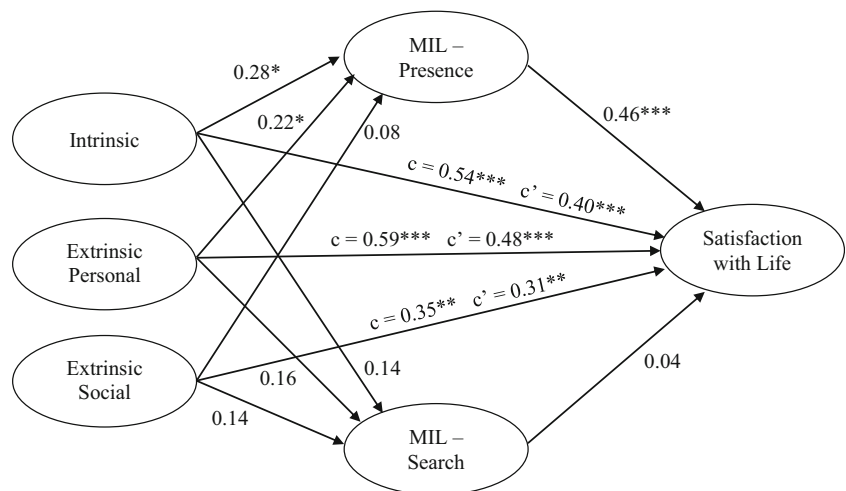 MIL –
Presence
0.28*
0.46***
0.22*
0.08
Intrinsic
c = 0.54*** c’ = 0.40***
Extrinsic
Personal
c = 0.59*** c’ = 0.48***
Satisfaction
with Life
c = 0.35** c’ = 0.31**
Extrinsic
Social
0.16
0.14
0.04
0.14
MIL –
Search